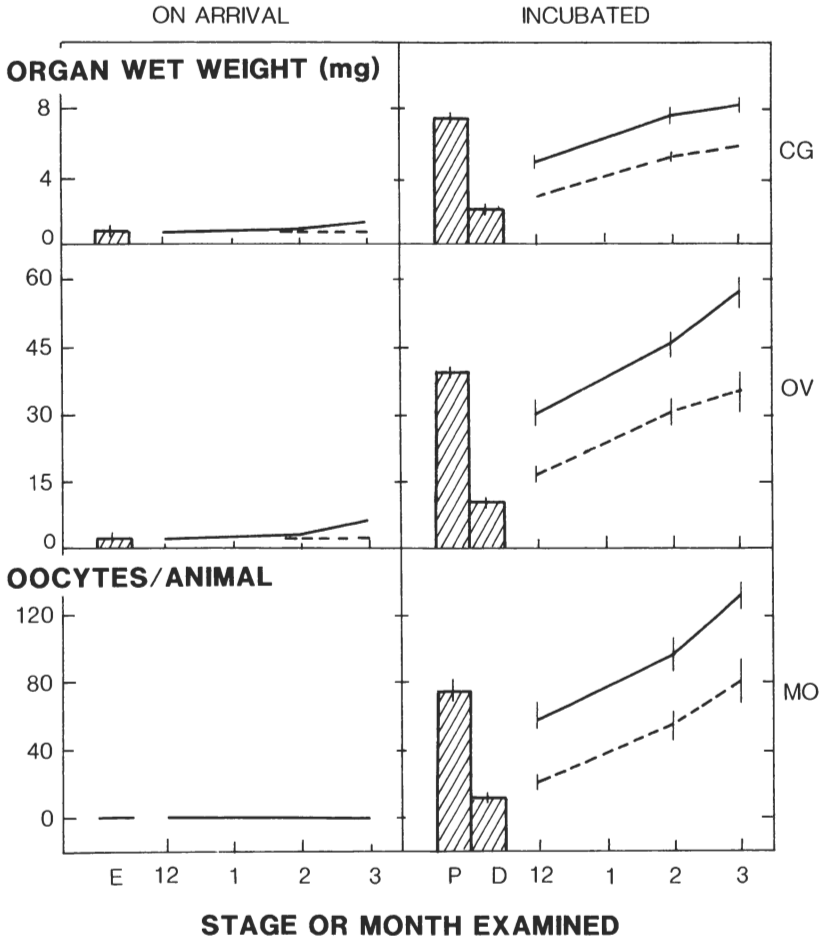 ON ARRIVAL INCUBATED
ORGAN WET WEIGHT (mg)
8
4
0
CG
60
45
30
15
0
OV
OOCYTES/ANIMAL
120
80
40
0
MO
E 12 1 2 3 P D 12 1 2 3
STAGE OR MONTH EXAMINED